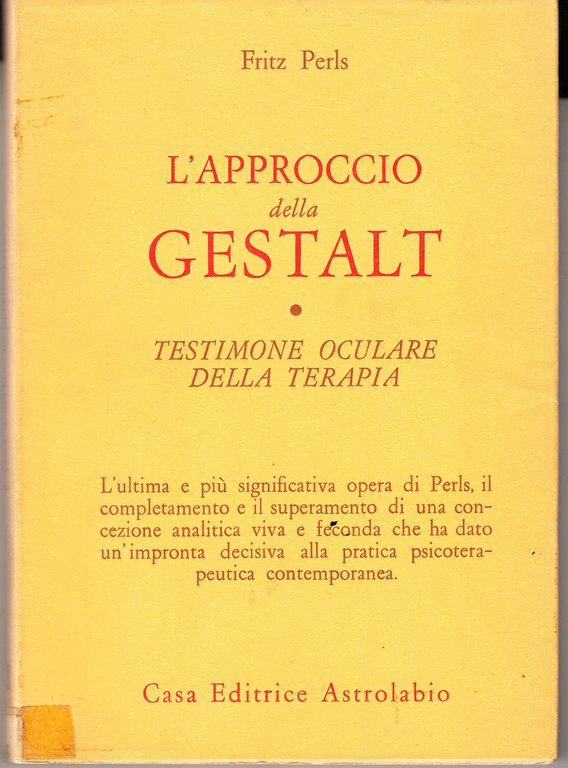 Fritz Perls
L'APPROCCIO
della
GESTALT
•
TESTIMONE OCULARE
DELLA TERAPIA
L'ultima e più significativa opera di Perls, il
completamento e il superamento di una con-
cezione analitica viva e feconda che ha dato
un'impronta decisiva alla pratica psicotera-
peutica contemporanea.
Casa Editrice Astrolabio